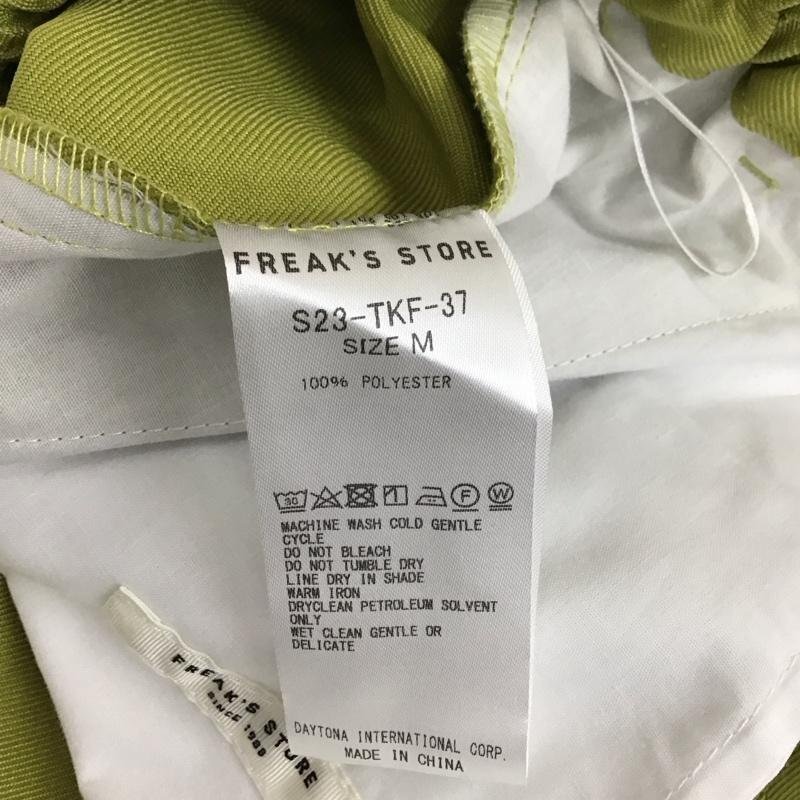 FREAK'S STORE
S23-TKF-37
SIZE M
100% POLYESTER
30 F W
MACHINE WASH COLD GENTLE
CYCLE
DO NOT BLEACH
DO NOT TUMBLE DRY
LINE DRY IN SHADE
WARM IRON
DRYCLEAN PETROLEUM SOLVENT
ONLY
WET CLEAN GENTLE OR
DELICATE
DAYTONA INTERNATIONAL CORP.
MADE IN CHINA
FREAK'S STORE
SINCE 1986